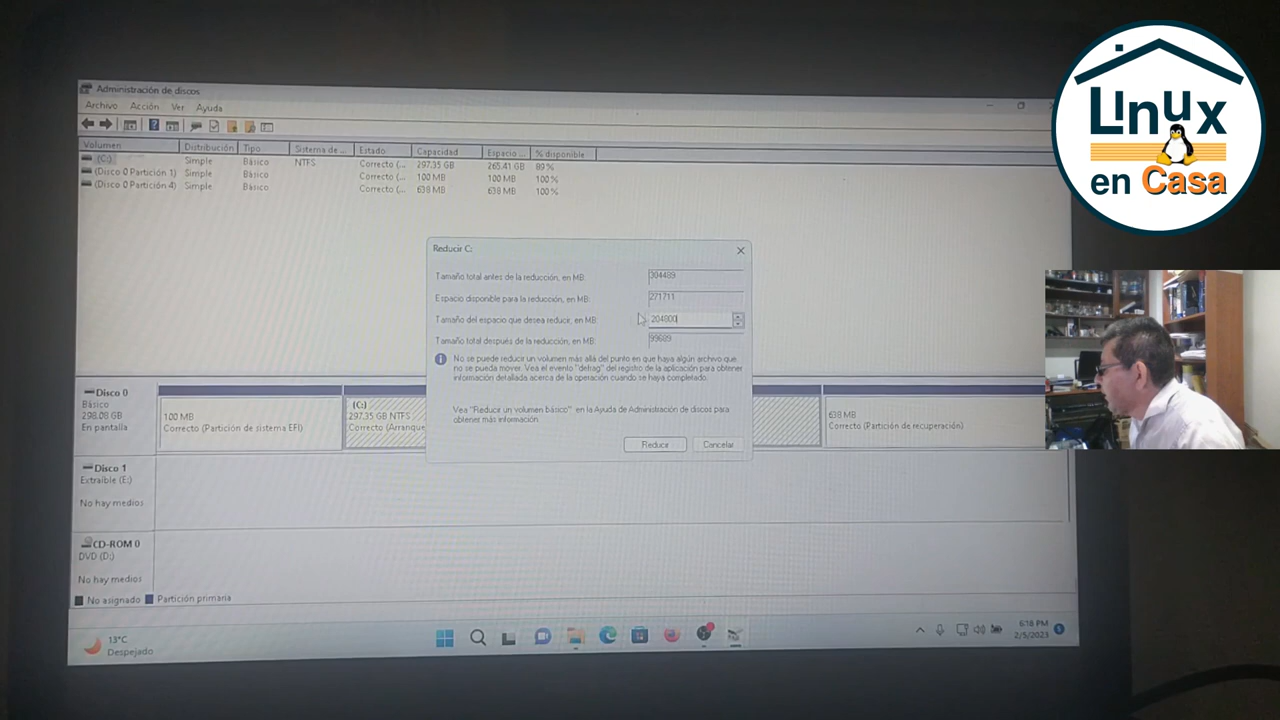 Linux
en Casa
Administración de discos
Archivo Acción Ver Ayuda
Volumen Distribución Tipo Sistema de ... Estado Capacidad Espacio ... % disponible
(C:) Simple Básico NTFS Correcto (... 297.35 GB 265.41 GB 89 %
(Disco 0 Partición 1) Simple Básico Correcto (... 100 MB 100 MB 100 %
(Disco 0 Partición 4) Simple Básico Correcto (... 638 MB 638 MB 100 %
Reducir C:
Tamaño total antes de la reducción, en MB: 304489
Espacio disponible para la reducción, en MB: 271711
Tamaño del espacio que desea reducir, en MB: 204800
Tamaño total después de la reducción, en MB: 99689
No se puede reducir un volumen más allá del punto en que haya algún archivo que
no se pueda mover. Vea el evento "defrag" del registro de la aplicación para obtener
información detallada acerca de la operación cuando se haya completado.
Vea "Reducir un volumen básico" en la Ayuda de Administración de discos para
obtener más información.
Reducir Cancelar
Disco 0
Básico
298.08 GB
En pantalla
100 MB
Correcto (Partición de sistema EFI)
(C:)
297.35 GB NTFS
Correcto (Arranque
638 MB
Correcto (Partición de recuperación)
Disco 1
Extraíble (E:)
No hay medios
CD-ROM 0
DVD (D:)
No hay medios
No asignado Partición primaria
13°C
Despejado
6:18 PM
2/5/2023